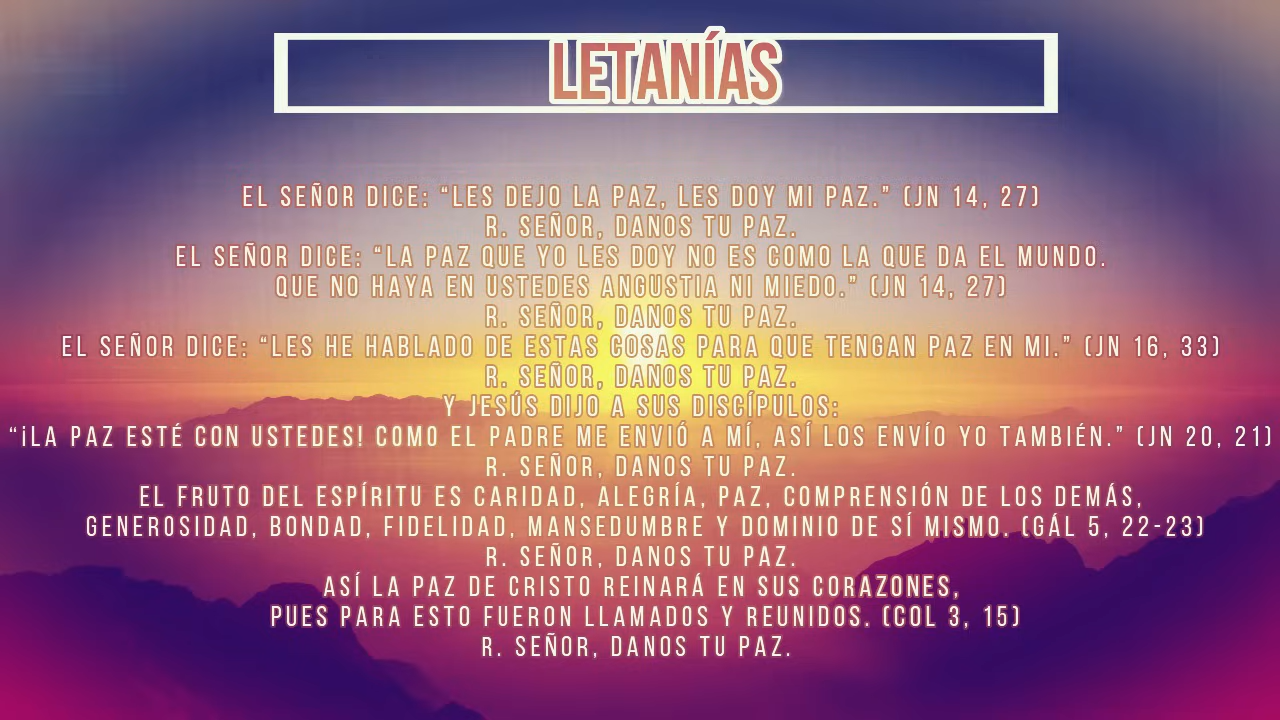 LETANÍAS
EL SEÑOR DICE: “LES DEJO LA PAZ, LES DOY MI PAZ.” (JN 14, 27)
R. SEÑOR, DANOS TU PAZ.
EL SEÑOR DICE: “LA PAZ QUE YO LES DOY NO ES COMO LA QUE DA EL MUNDO.
QUE NO HAYA EN USTEDES ANGUSTIA NI MIEDO.” (JN 14, 27)
R. SEÑOR, DANOS TU PAZ.
EL SEÑOR DICE: “LES HE HABLADO DE ESTAS COSAS PARA QUE TENGAN PAZ EN MI.” (JN 16, 33)
R. SEÑOR, DANOS TU PAZ.
Y JESÚS DIJO A SUS DISCÍPULOS:
“¡LA PAZ ESTÉ CON USTEDES! COMO EL PADRE ME ENVIÓ A MÍ, ASÍ LOS ENVÍO YO TAMBIÉN.” (JN 20, 21)
R. SEÑOR, DANOS TU PAZ.
EL FRUTO DEL ESPÍRITU ES CARIDAD, ALEGRÍA, PAZ, COMPRENSIÓN DE LOS DEMÁS,
GENEROSIDAD, BONDAD, FIDELIDAD, MANSEDUMBRE Y DOMINIO DE SÍ MISMO. (GÁL 5, 22-23)
R. SEÑOR, DANOS TU PAZ.
ASÍ LA PAZ DE CRISTO REINARÁ EN SUS CORAZONES,
PUES PARA ESTO FUERON LLAMADOS Y REUNIDOS. (COL 3, 15)
R. SEÑOR, DANOS TU PAZ.